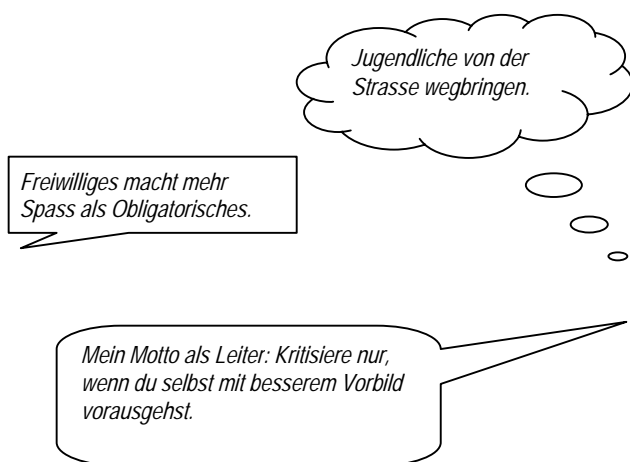 Jugendliche von der
Strasse wegbringen.
Freiwilliges macht mehr
Spass als Obligatorisches.
Mein Motto als Leiter: Kritisiere nur,
wenn du selbst mit besserem Vorbild
vorausgehst.